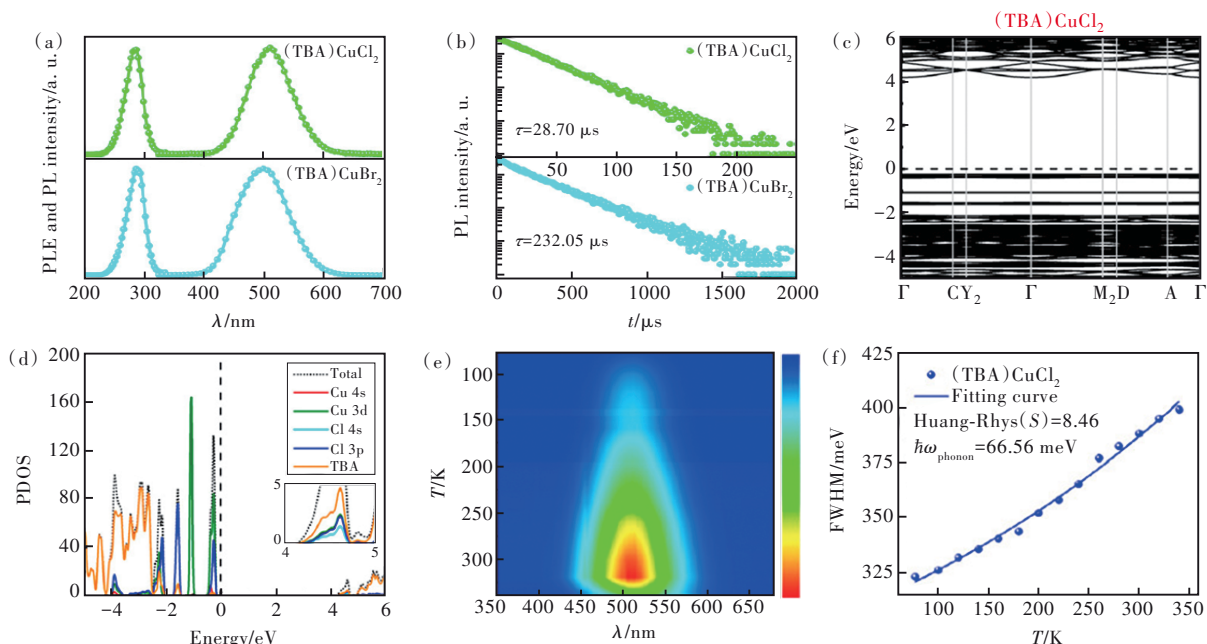 (a)
(TBA)CuCl₂
(TBA)CuBr₂
PLE and PL intensity/a. u.
200 300 400 500 600 700
λ/nm
(b)
(TBA)CuCl₂
τ=28.70 μs
50 100 150 200
(TBA)CuBr₂
τ=232.05 μs
PL intensity/a. u.
0 500 1000 1500 2000
t/μs
(TBA)CuCl₂
(c)
6
4
2
0
−2
−4
Energy/eV
Γ C Y₂ Γ M₂ D A Γ
(d)
200
160
120
80
40
0
PDOS
Total
Cu 4s
Cu 3d
Cl 4s
Cl 3p
TBA
5
0
4 5
−4 −2 0 2 4 6
Energy/eV
(e)
100
150
200
250
300
T/K
350 400 450 500 550 600 650
λ/nm
(f)
425
400
375
350
325
FWHM/meV
(TBA)CuCl₂
Fitting curve
Huang-Rhys(S)=8.46
ℏω_phonon=66.56 meV
100 150 200 250 300 350
T/K